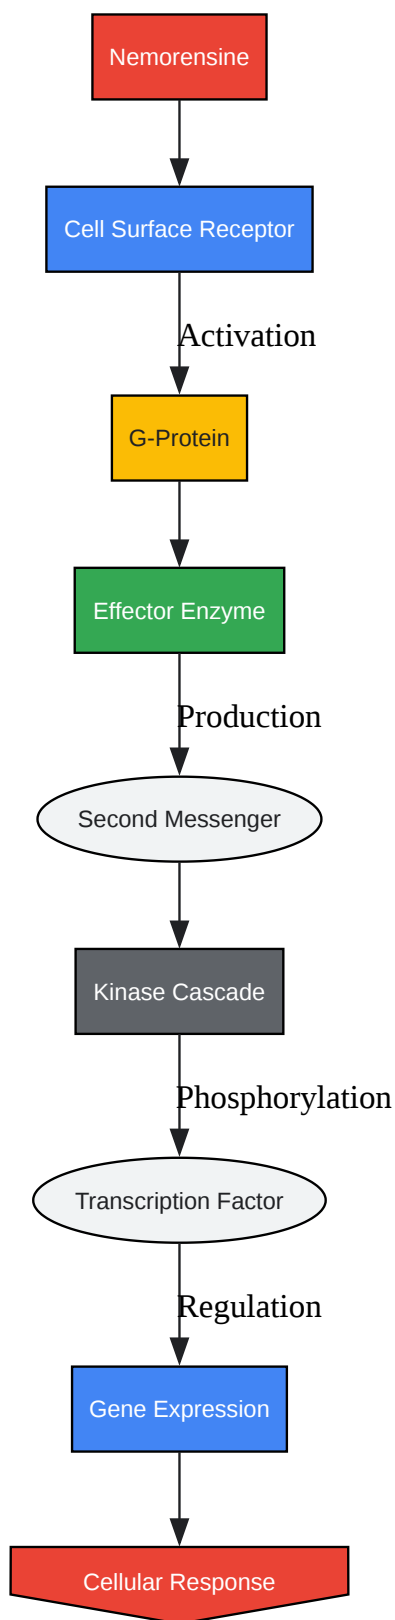 Nemorensine
Cell Surface Receptor
Activation
G-Protein
Effector Enzyme
Production
Second Messenger
Kinase Cascade
Phosphorylation
Transcription Factor
Regulation
Gene Expression
Cellular Response